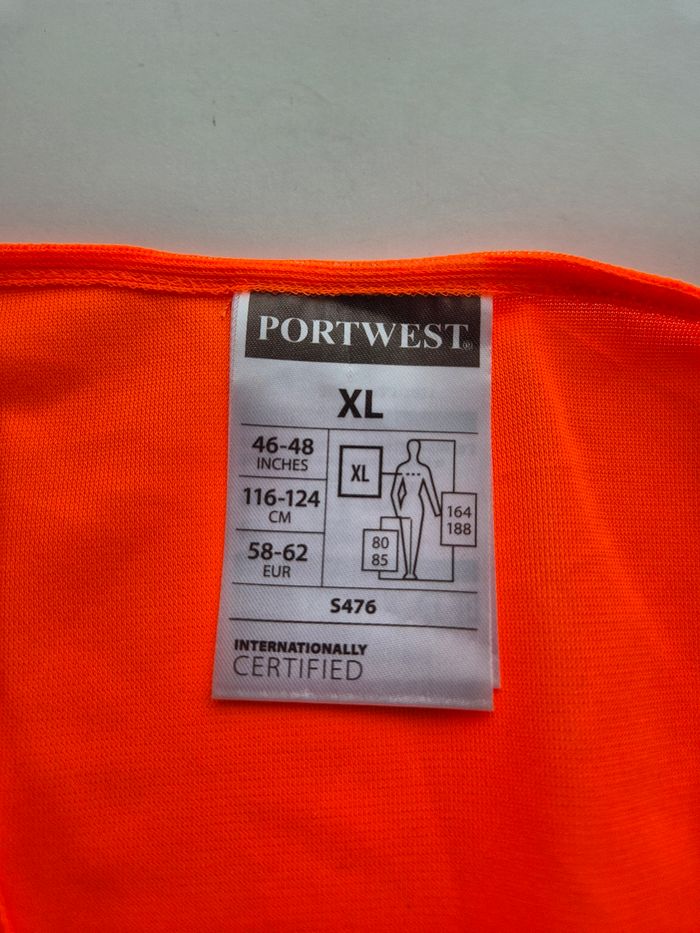 PORTWEST®
XL
46-48
INCHES
116-124
CM
58-62
EUR
XL
164
188
80
85
S476
INTERNATIONALLY
CERTIFIED